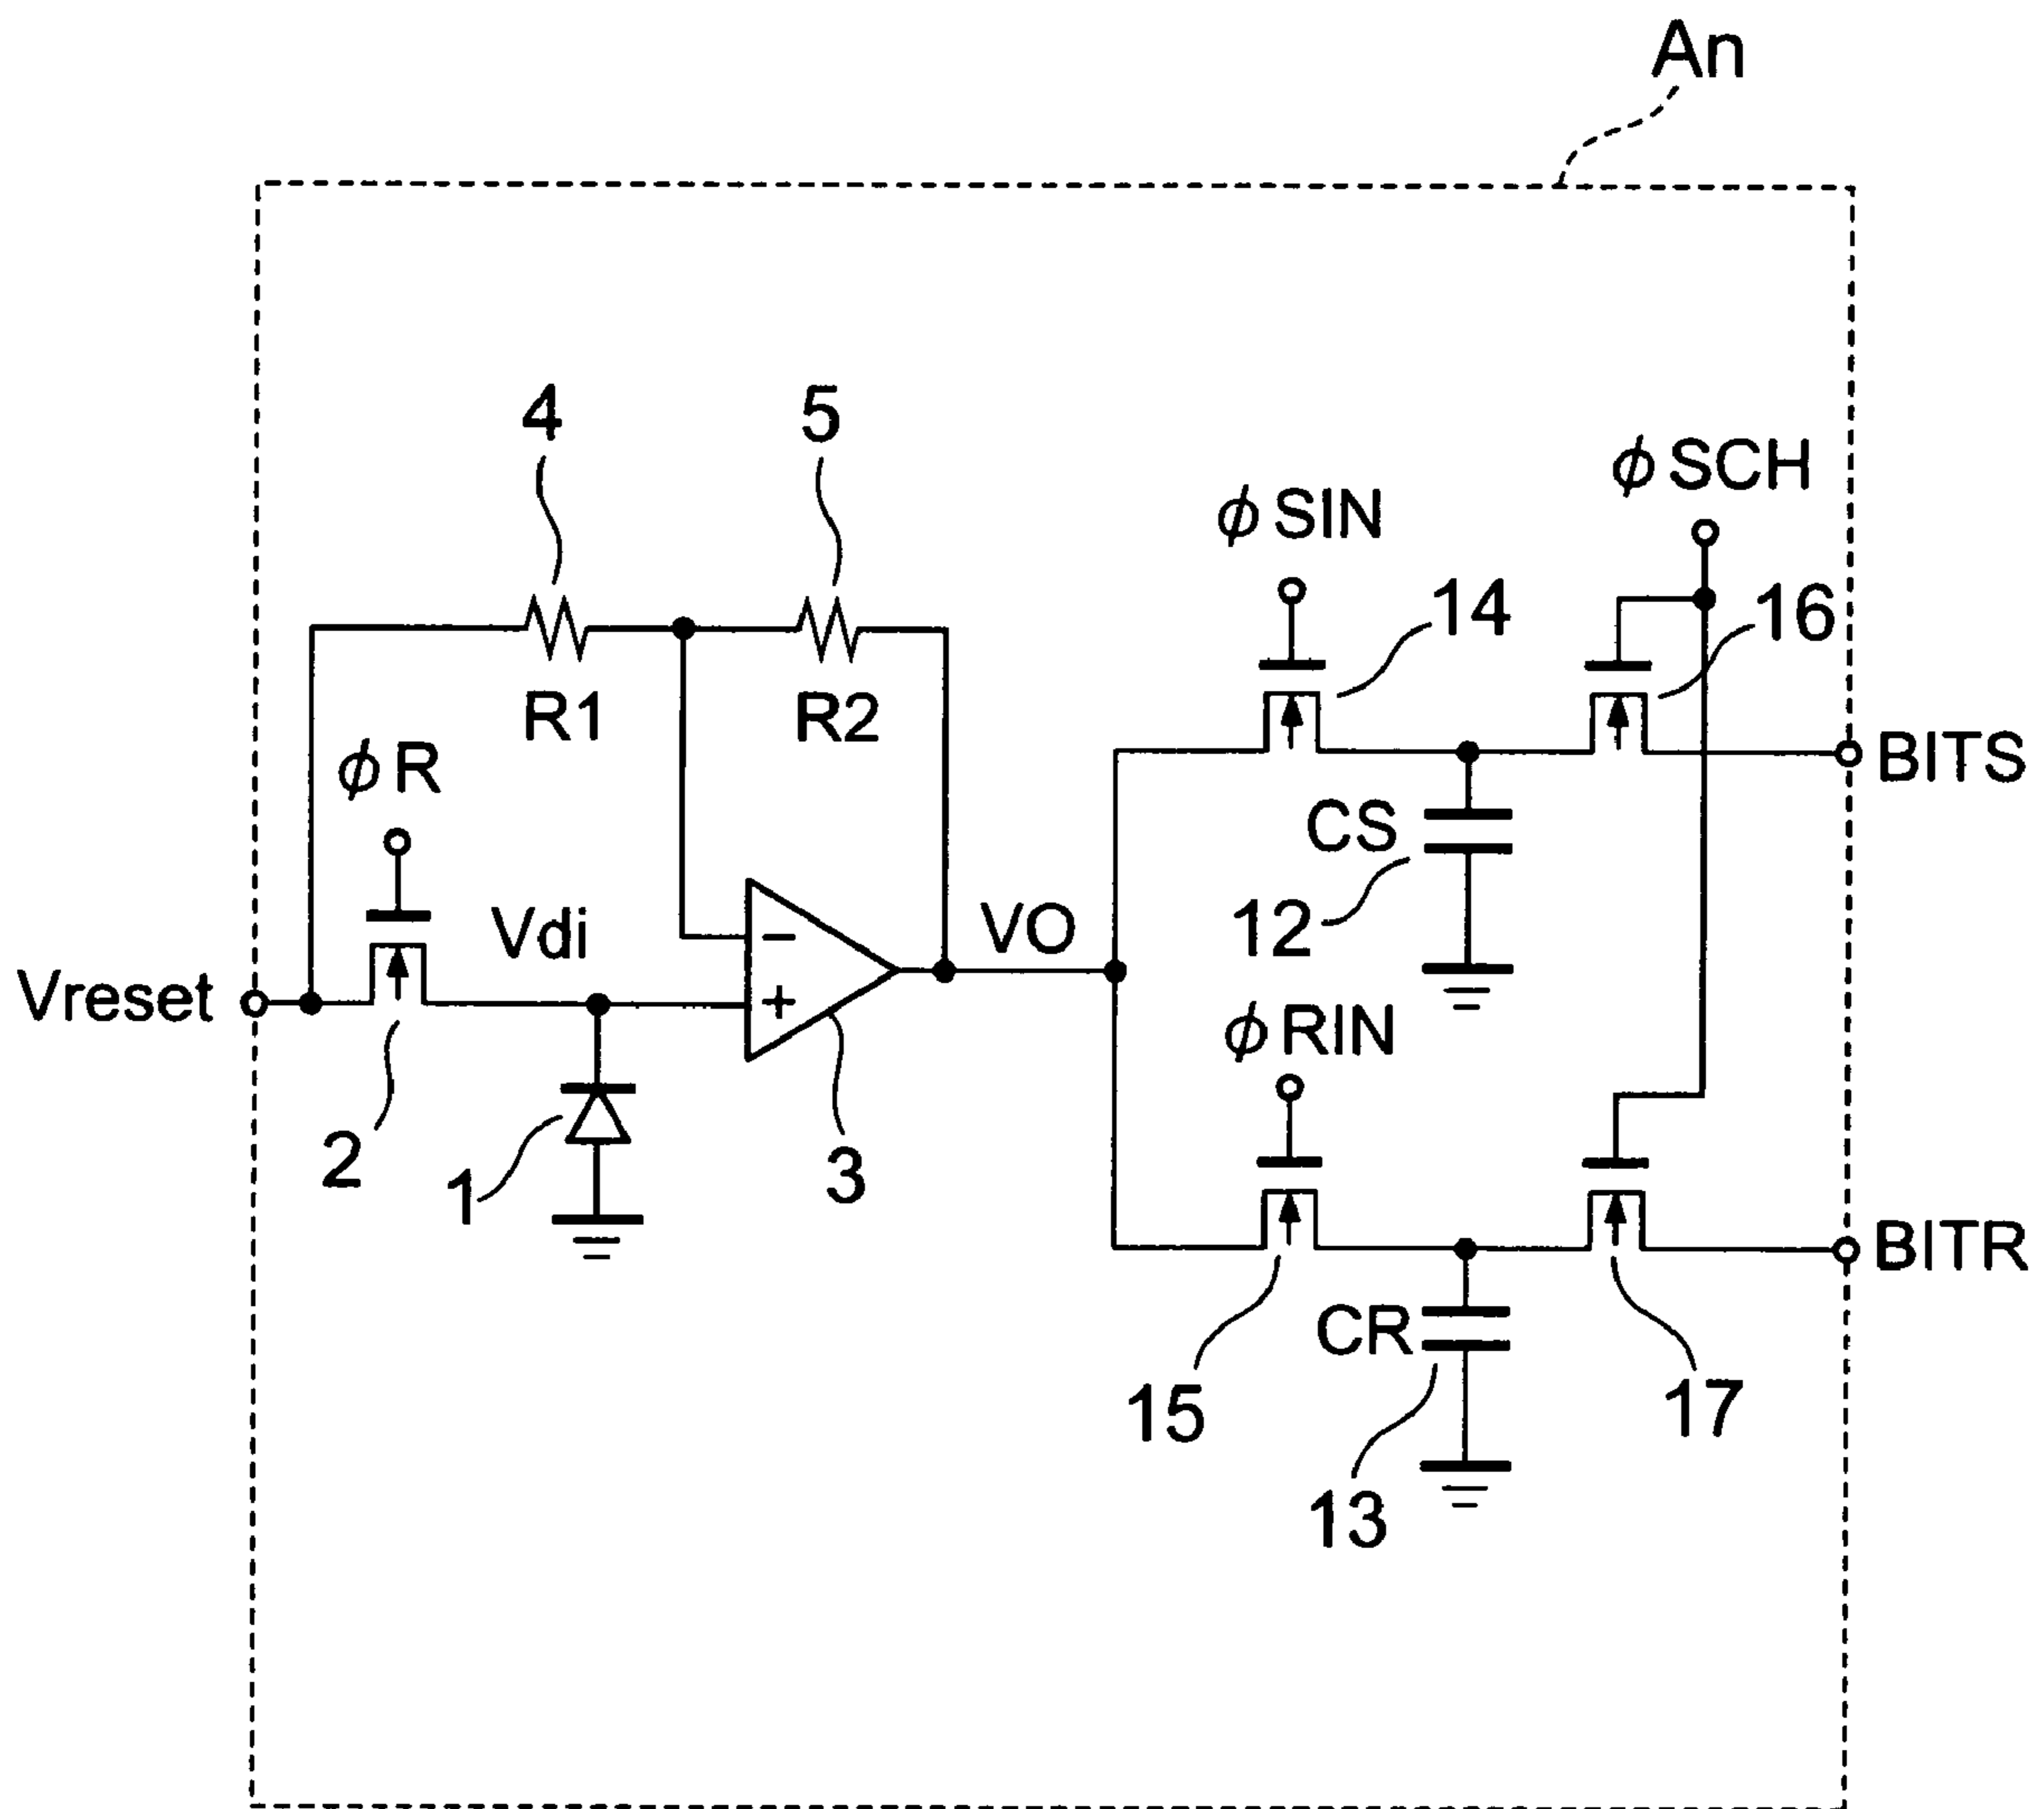 An
4
5
φSCH
φSIN
14
16
R1
R2
φR
BITS
CS
Vdi
VO
12
−
Vreset
+
φRIN
2
1
3
BITR
CR
15
17
13